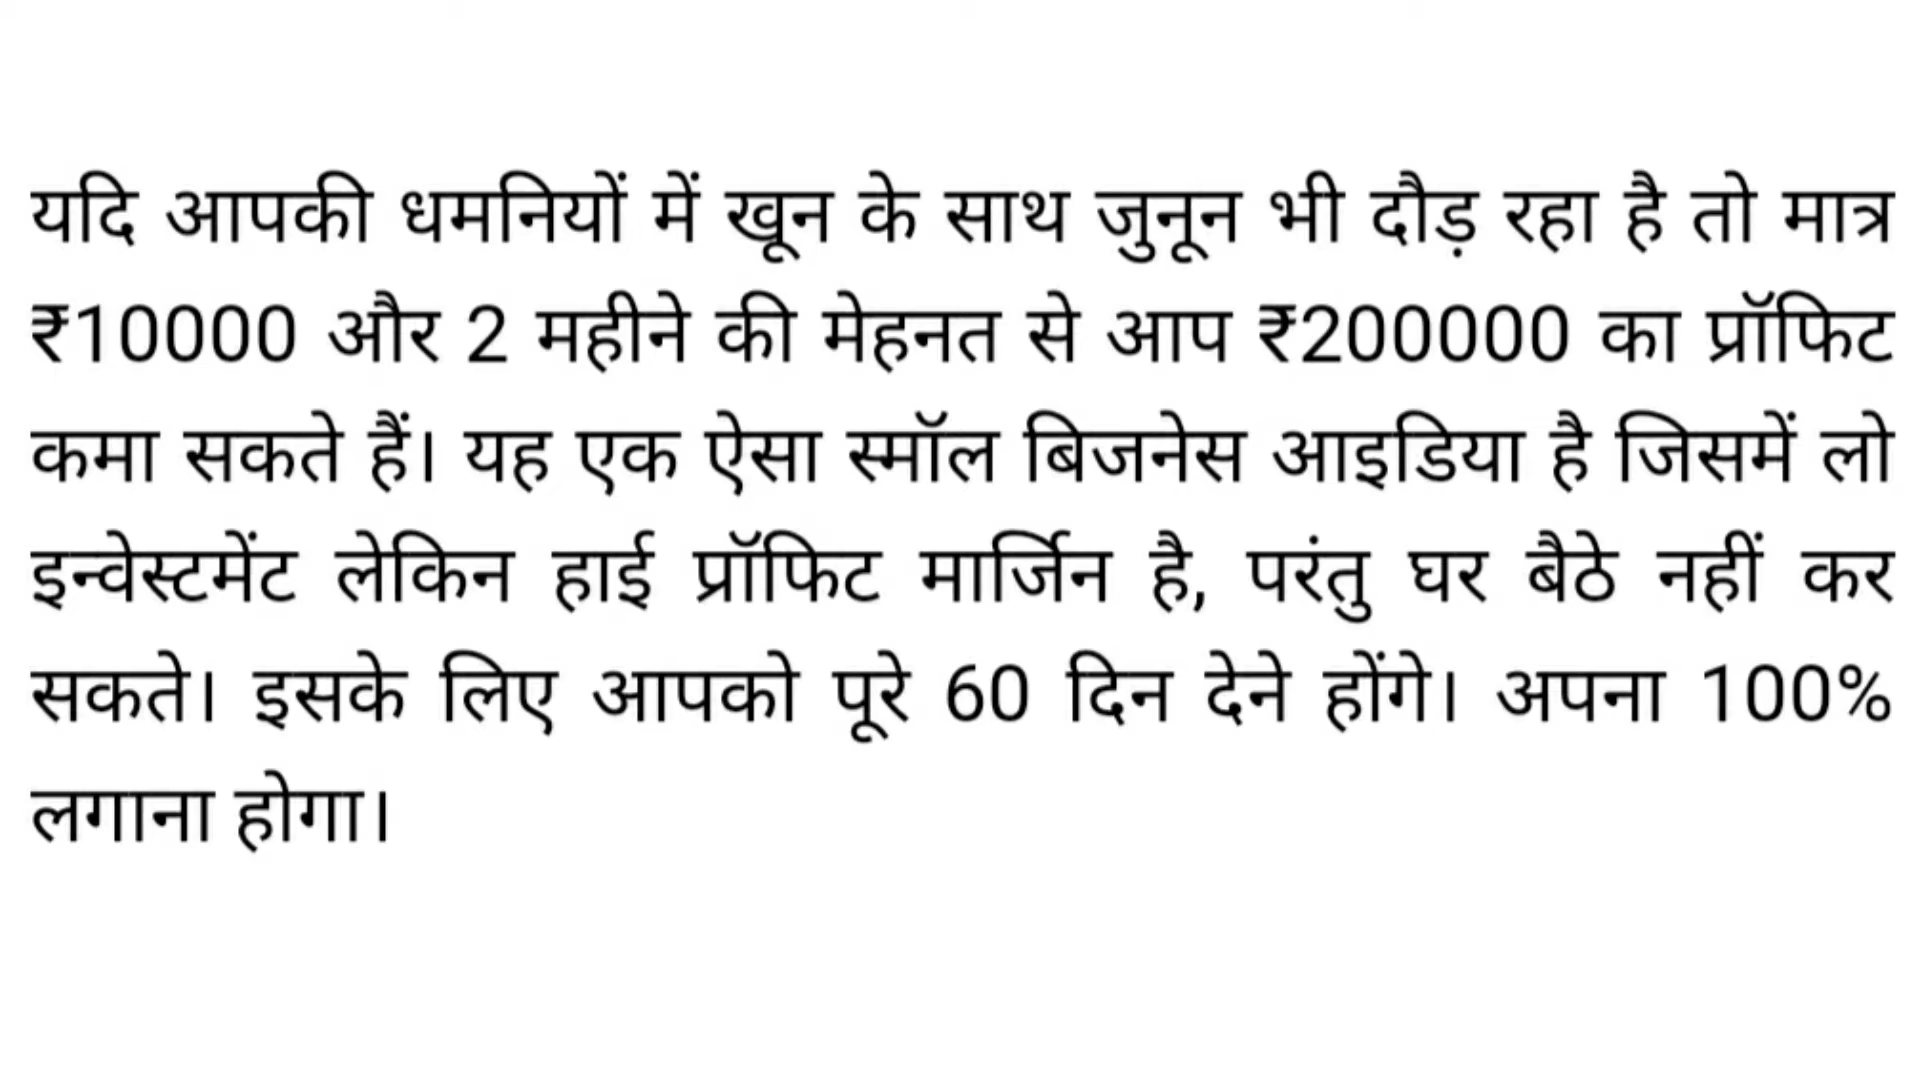 यदि आपकी धमनियों में खून के साथ जुनून भी दौड़ रहा है तो मात्र
₹10000 और 2 महीने की मेहनत से आप ₹200000 का प्रॉफिट
कमा सकते हैं। यह एक ऐसा स्मॉल बिजनेस आइडिया है जिसमें लो
इन्वेस्टमेंट लेकिन हाई प्रॉफिट मार्जिन है, परंतु घर बैठे नहीं कर
सकते। इसके लिए आपको पूरे 60 दिन देने होंगे। अपना 100%
लगाना होगा।